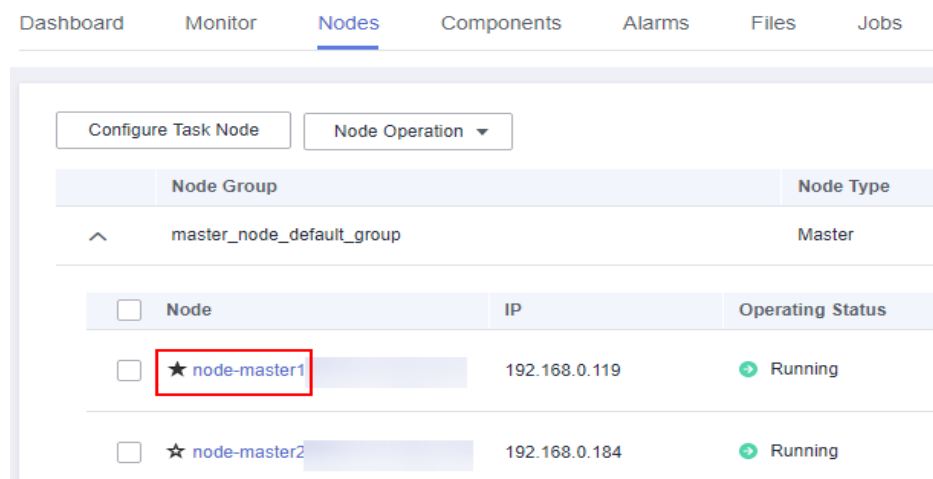 Dashboard Monitor Nodes Components Alarms Files Jobs
Configure Task Node Node Operation
Node Group Node Type
master_node_default_group Master
Node IP Operating Status
node-master1 192.168.0.119 Running
node-master2 192.168.0.184 Running